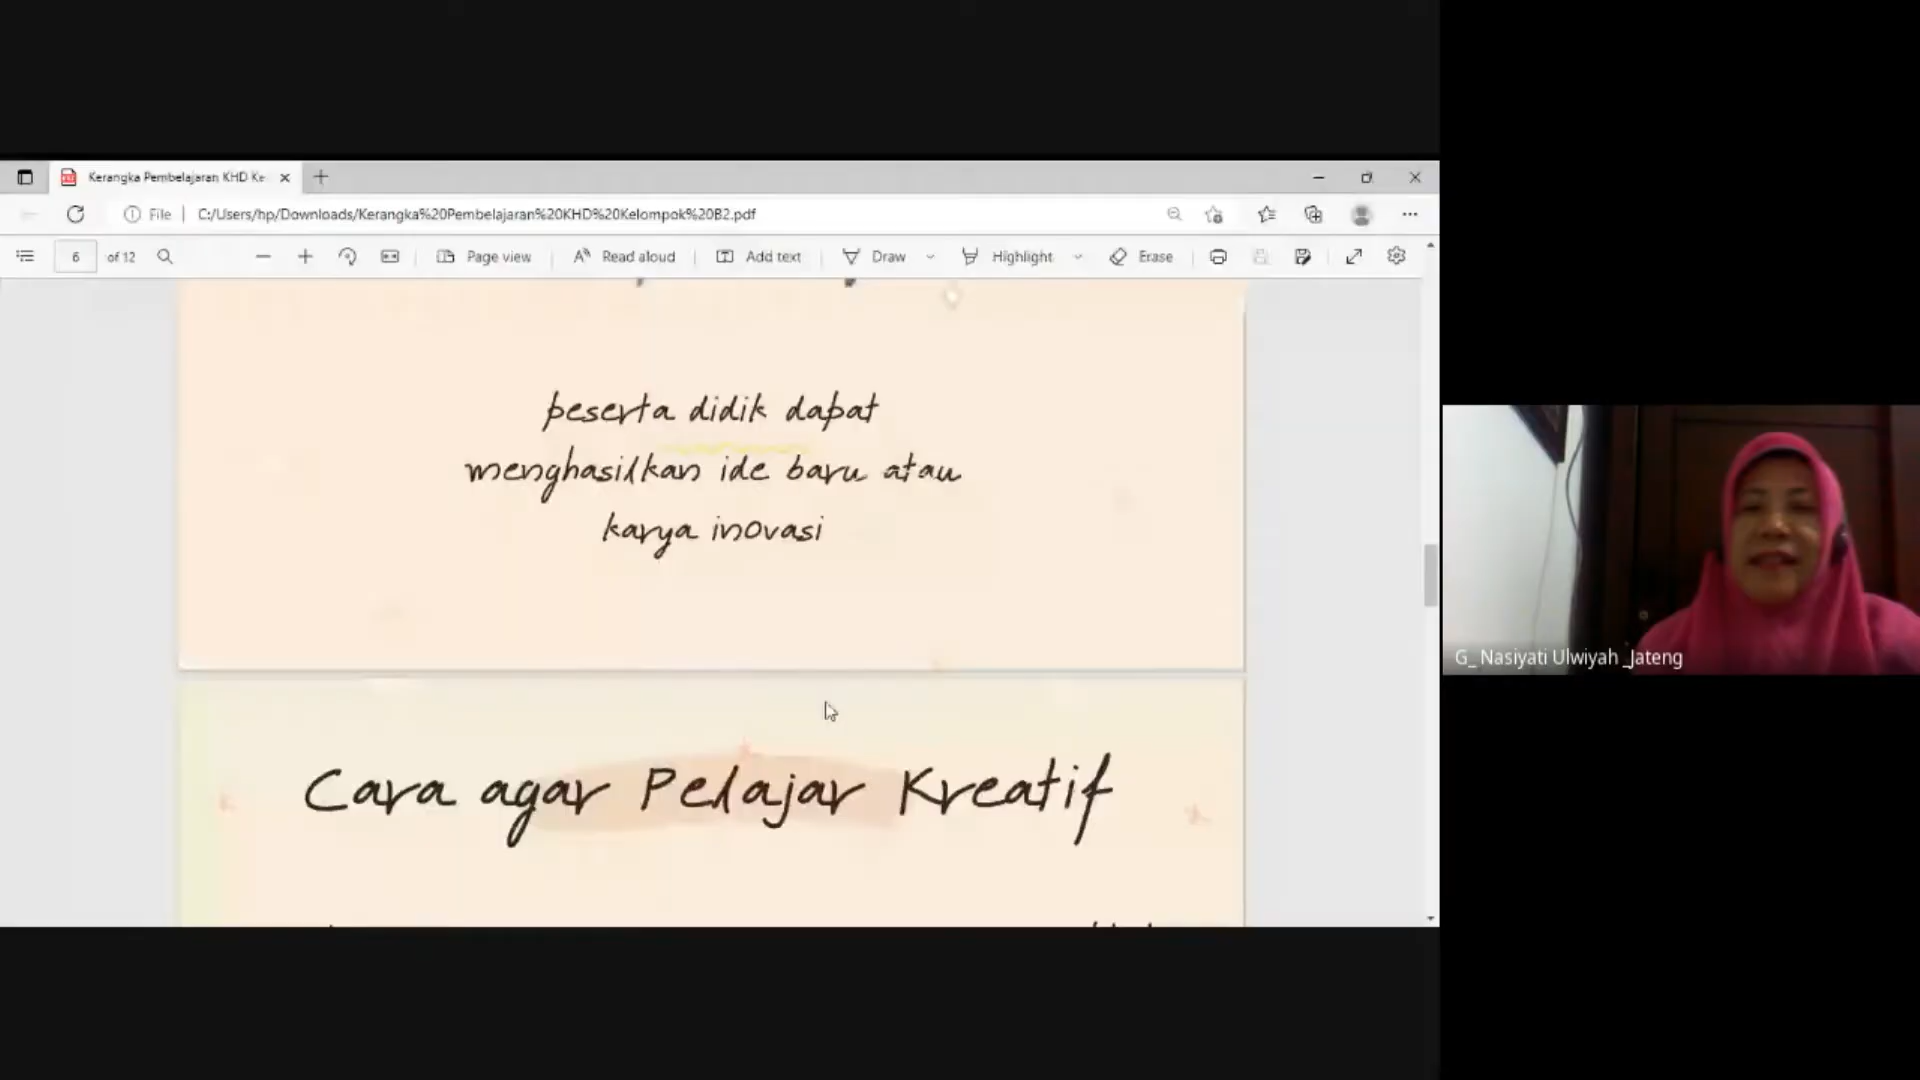 Kerangka Pembelajaran KHD Ke
File
C:/Users/hp/Downloads/Kerangka%20Pembelajaran%20KHD%20Kelompok%20B2.pdf
6 of 12
Page view
Read aloud
Add text
Draw
Highlight
Erase
peserta didik dapat
menghasilkan ide baru atau
karya inovasi
Cara agar Pelajar Kreatif
G_ Nasiyati Ulwiyah _Jateng